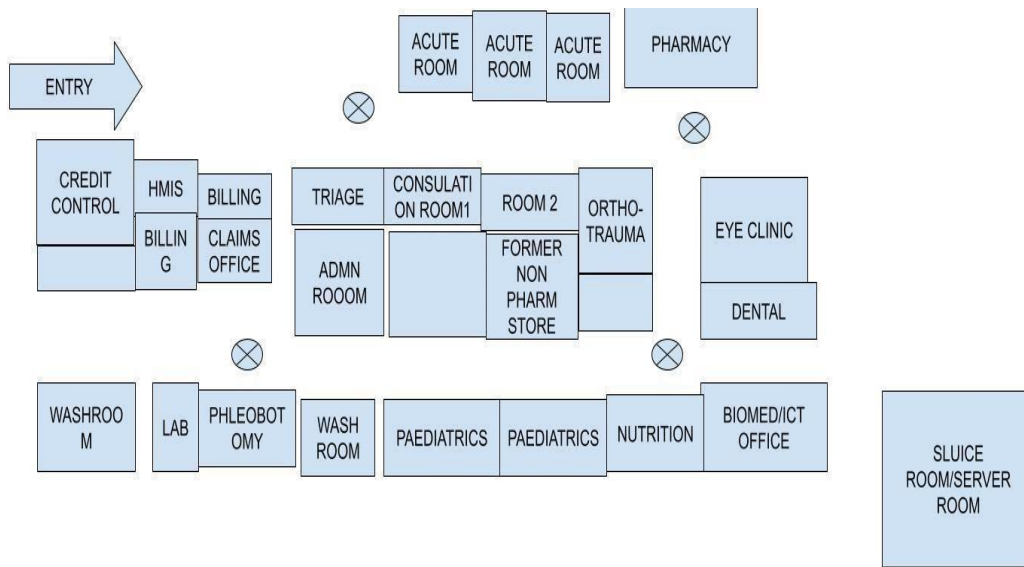 ACUTE
ROOM
ACUTE
ROOM
ACUTE
ROOM
PHARMACY
ENTRY
CREDIT
CONTROL
HMIS
BILLING
BILLIN
G
CLAIMS
OFFICE
TRIAGE
CONSULATI
ON ROOM1
ROOM 2
ORTHO-
TRAUMA
EYE CLINIC
ADMN
ROOOM
FORMER
NON
PHARM
STORE
DENTAL
WASHROO
M
LAB
PHLEOBOT
OMY
WASH
ROOM
PAEDIATRICS
PAEDIATRICS
NUTRITION
BIOMED/ICT
OFFICE
SLUICE
ROOM/SERVER
ROOM